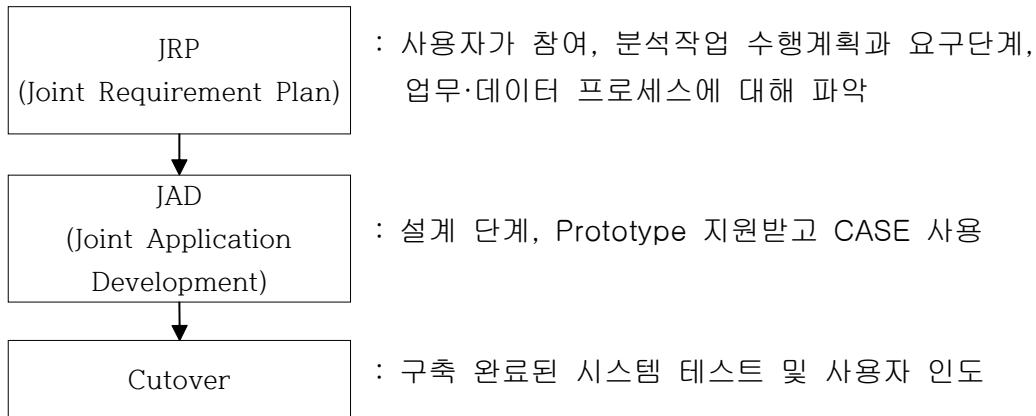 JRP
(Joint Requirement Plan)
: 사용자가 참여, 분석작업 수행계획과 요구단계,
업무·데이터 프로세스에 대해 파악
JAD
(Joint Application
Development)
: 설계 단계, Prototype 지원받고 CASE 사용
Cutover
: 구축 완료된 시스템 테스트 및 사용자 인도